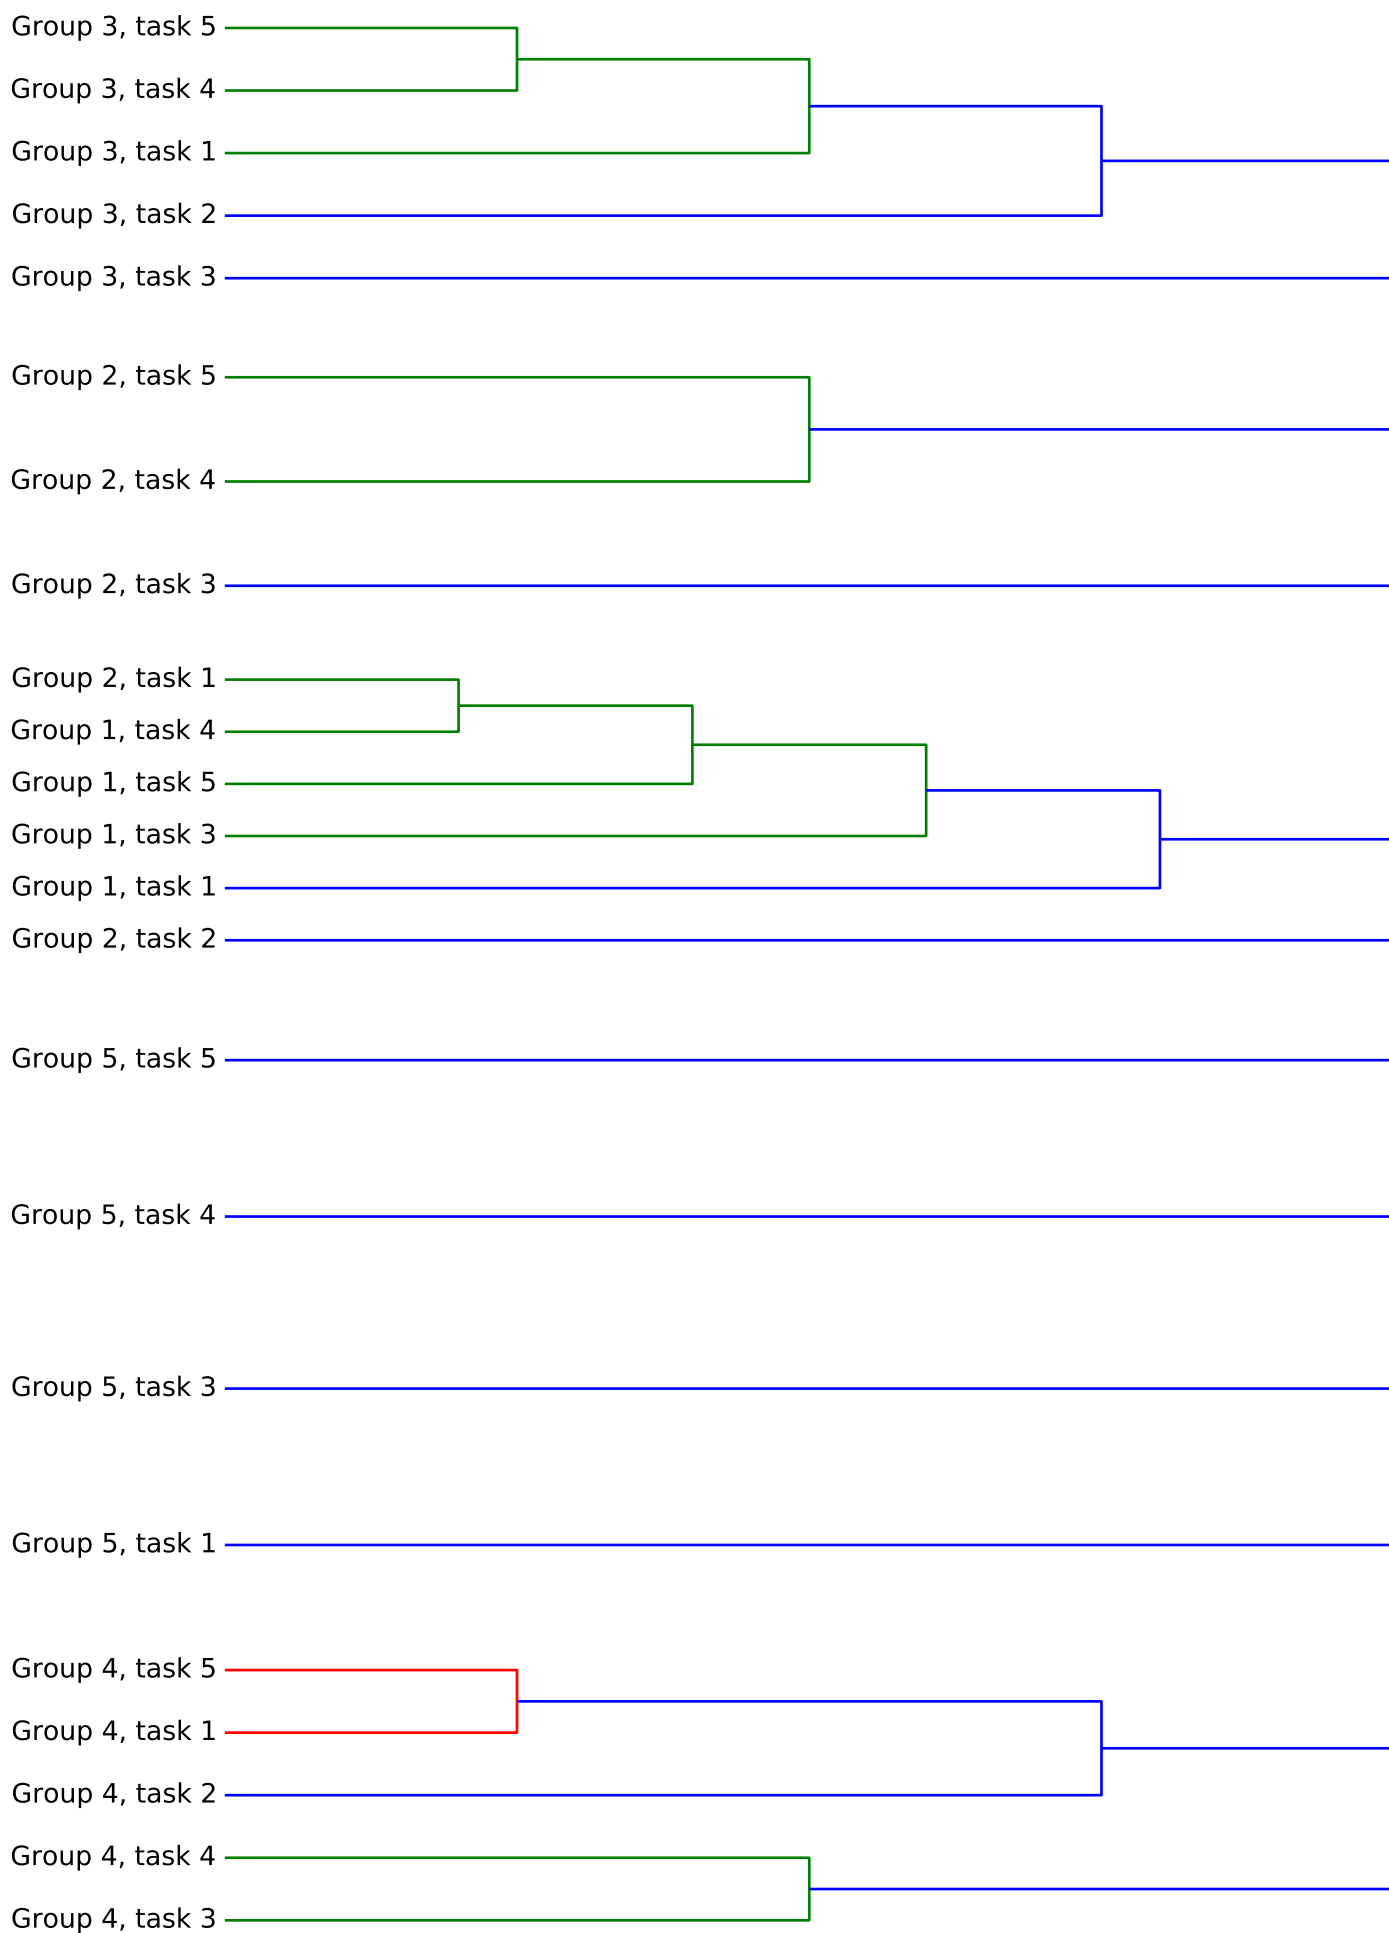 Group 3, task 5
Group 3, task 4
Group 3, task 1
Group 3, task 2
Group 3, task 3
Group 2, task 5
Group 2, task 4
Group 2, task 3
Group 2, task 1
Group 1, task 4
Group 1, task 5
Group 1, task 3
Group 1, task 1
Group 2, task 2
Group 5, task 5
Group 5, task 4
Group 5, task 3
Group 5, task 1
Group 4, task 5
Group 4, task 1
Group 4, task 2
Group 4, task 4
Group 4, task 3